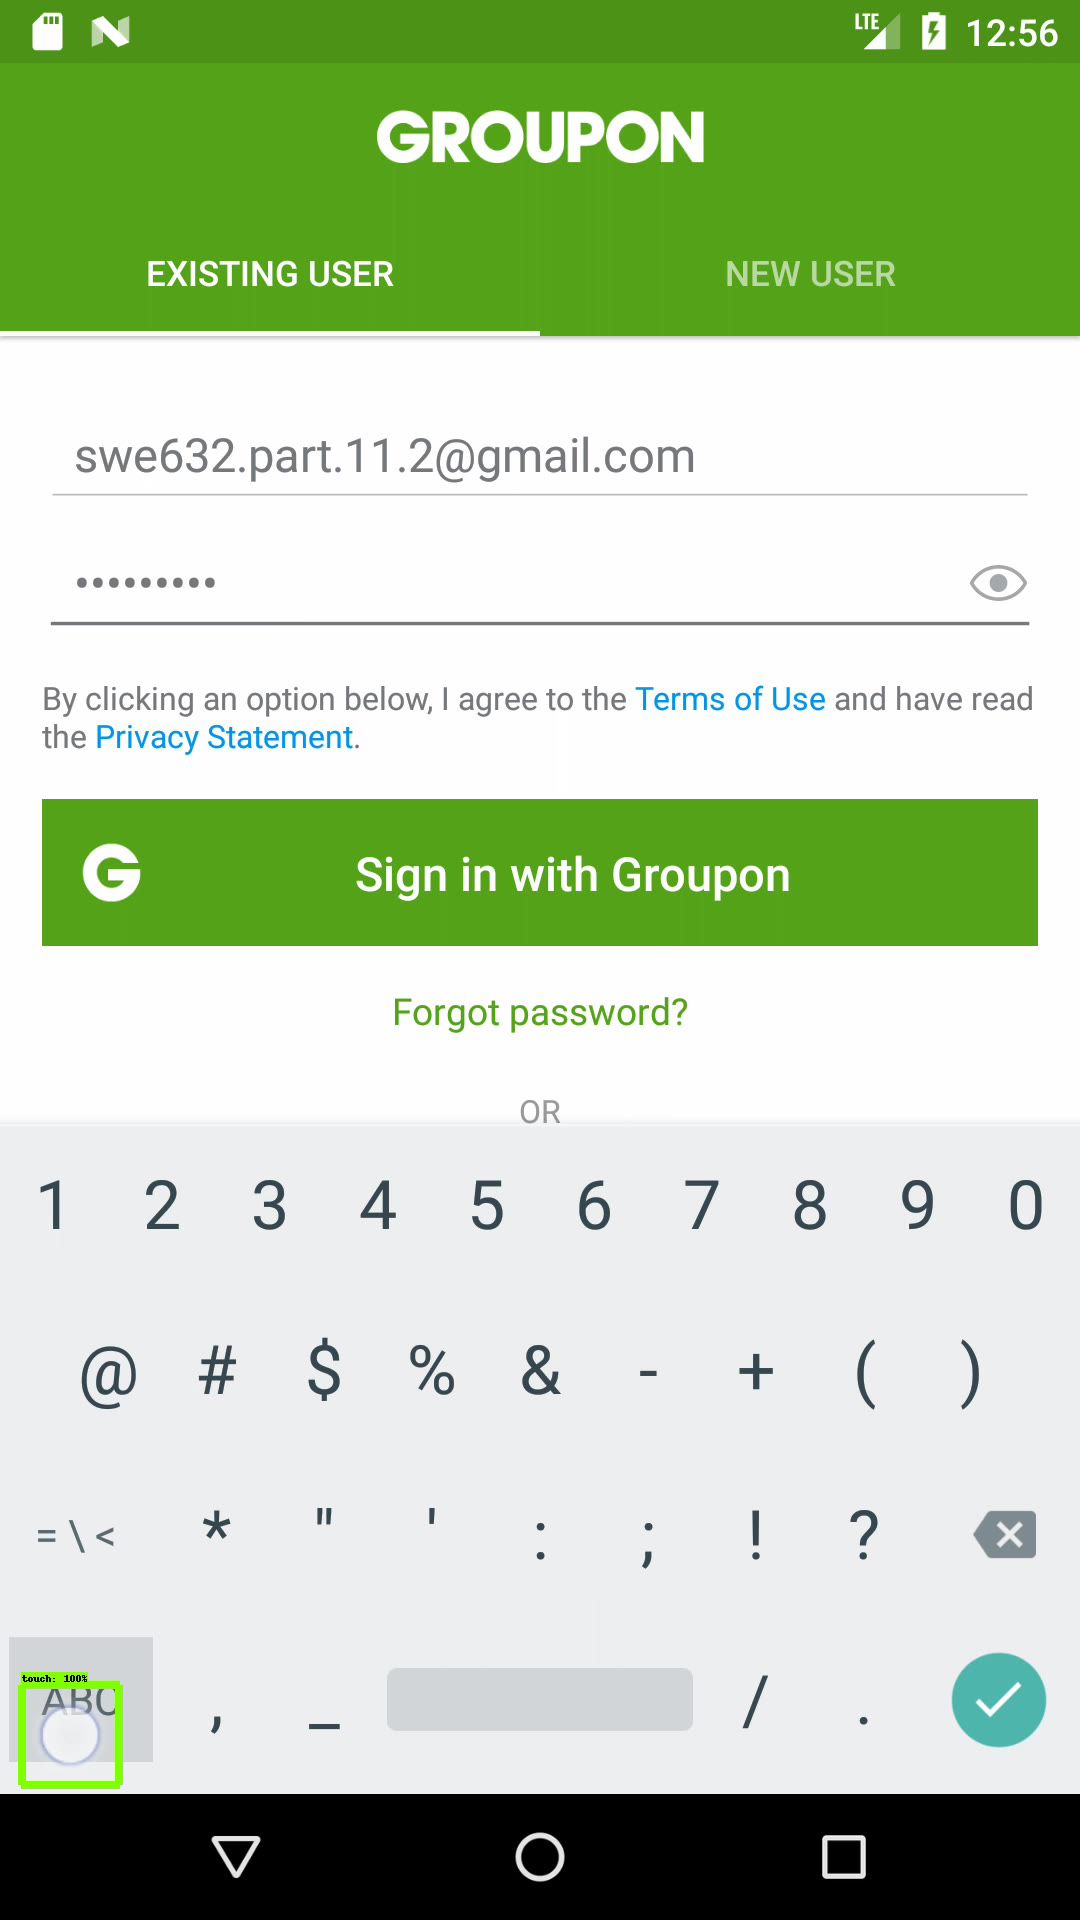 LTE 12:56
GROUPON
EXISTING USER NEW USER
swe632.part.11.2@gmail.com
•••••••••
By clicking an option below, I agree to the Terms of Use and have read
the Privacy Statement.
G Sign in with Groupon
Forgot password?
OR
1 2 3 4 5 6 7 8 9 0
@ # $ % & - + ( )
= \ < * " ' : ; ! ?
touch: 100%
ABC , _ / .